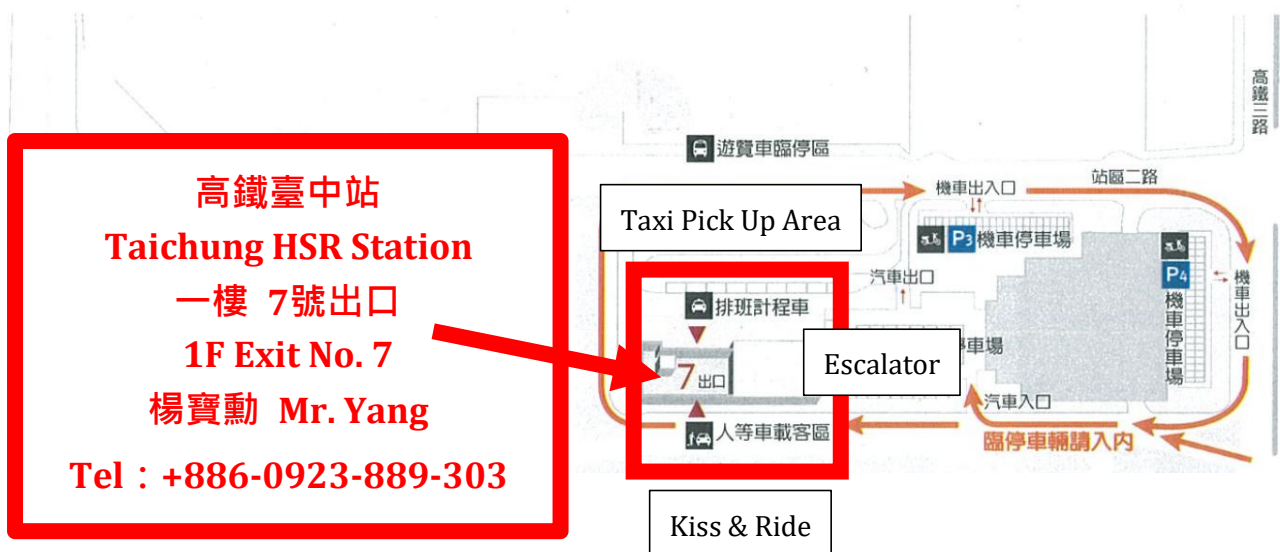 高鐵臺中站
Taichung HSR Station
一樓 7號出口
1F Exit No. 7
楊寶勳 Mr. Yang
Tel：+886-0923-889-303
高鐵三路
遊覽車臨停區
站區二路
機車出入口
Taxi Pick Up Area
P3 機車停車場
P4
機車停車場
機車出入口
汽車出口
排班計程車
Escalator
車場
7 出口
汽車入口
人等車載客區
臨停車輛請入內
Kiss & Ride